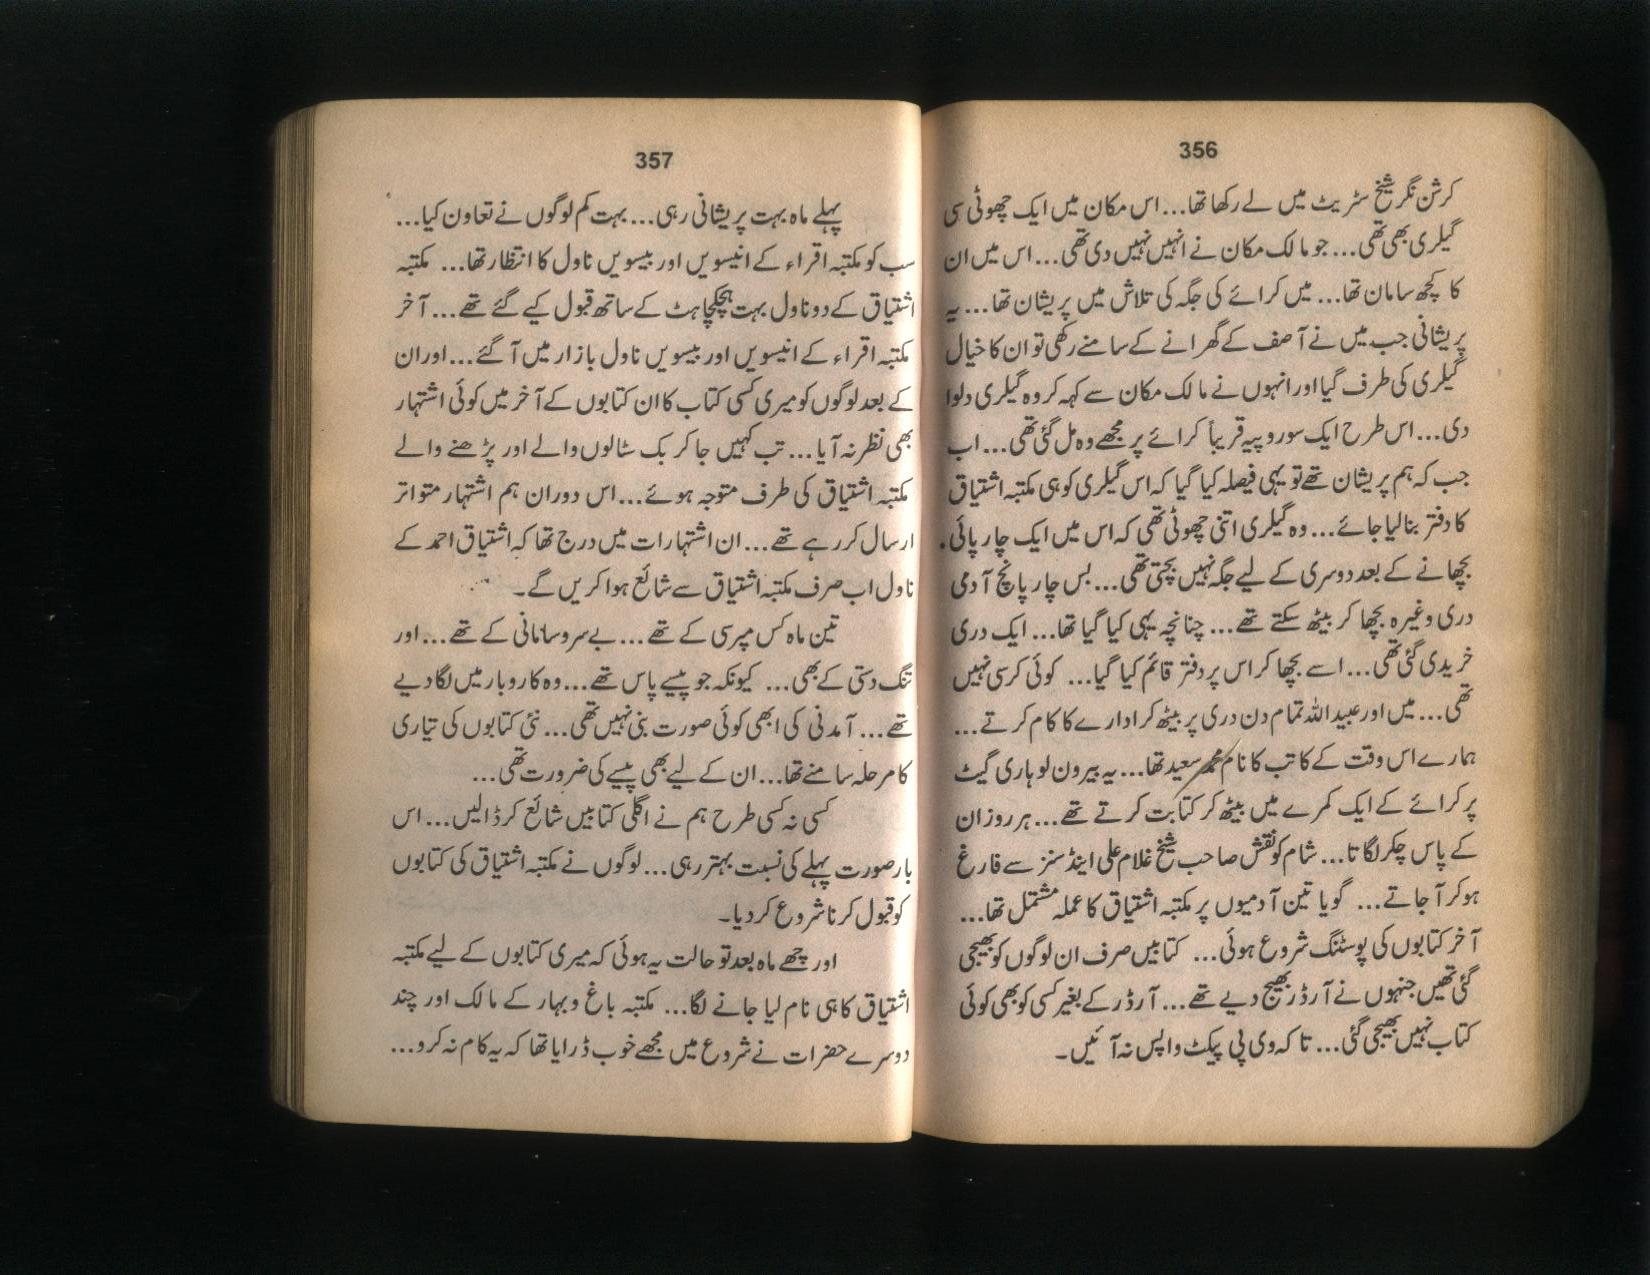 356
کرشن نگر شیخ سٹریٹ میں لے رکھا تھا... اس مکان میں ایک چھوٹی سی
گیلری بھی تھی... جو مالک مکان نے انہیں نہیں دی تھی... اس میں ان
کا کچھ سامان تھا... میں کرائے کی جگہ کی تلاش میں پریشان تھا... یہ
پریشانی جب میں نے آصف کے گھرانے کے سامنے رکھی تو ان کا خیال
گیلری کی طرف گیا اور انہوں نے مالک مکان سے کہہ کر وہ گیلری دلوا
دی... اس طرح ایک سو روپیہ قریباً کرائے پر مجھے وہ مل گئی تھی... اب
جب کہ ہم پریشان تھے تو یہی فیصلہ کیا گیا کہ اس گیلری کو ہی مکتبہ اشتیاق
کا دفتر بنا لیا جائے... وہ گیلری اتنی چھوٹی تھی کہ اس میں ایک چارپائی
بچھانے کے بعد دوسری کے لیے جگہ نہیں بچتی تھی... بس چار پانچ آدمی
دری وغیرہ بچھا کر بیٹھ سکتے تھے... چنانچہ یہی کیا گیا تھا... ایک دری
خریدی گئی تھی... اسے بچھا کر اس پر دفتر قائم کیا گیا... کوئی کرسی نہیں
تھی... میں اور عبید اللہ تمام دن دری پر بیٹھ کر ادارے کا کام کرتے...
ہمارے اس وقت کے کاتب کا نام محمد سعید تھا... یہ بیرون لوہاری گیٹ
پر کرائے کے ایک کمرے میں بیٹھ کر کتابت کرتے تھے... ہر روز ان
کے پاس چکر لگاتا... شام کو نقش صاحب شیخ غلام علی اینڈ سنز سے فارغ
ہو کر آ جاتے... گویا تین آدمیوں پر مکتبہ اشتیاق کا عملہ مشتمل تھا...
آخر کتابوں کی پوسٹنگ شروع ہوئی... کتابیں صرف ان لوگوں کو بھیجی
گئی تھیں جنہوں نے آرڈر بھیج دیے تھے... آرڈر کے بغیر کسی کو بھی کوئی
کتاب نہیں بھیجی گئی... تا کہ وی پی پیکٹ واپس نہ آئیں۔
357
پہلے ماہ بہت پریشانی رہی... بہت کم لوگوں نے تعاون کیا...
سب کو مکتبہ اقراء کے انیسویں اور بیسویں ناول کا انتظار تھا... مکتبہ
اشتیاق کے دو ناول بہت ہچکچاہٹ کے ساتھ قبول کیے گئے تھے... آخر
مکتبہ اقراء کے انیسویں اور بیسویں ناول بازار میں آ گئے... اور ان
کے بعد لوگوں کو میری کسی کتاب کا ان کتابوں کے آخر میں کوئی اشتہار
بھی نظر نہ آیا... تب کہیں جا کر بک سٹالوں والے اور پڑھنے والے
مکتبہ اشتیاق کی طرف متوجہ ہوئے... اس دوران ہم اشتہار متواتر
ارسال کر رہے تھے... ان اشتہارات میں درج تھا کہ اشتیاق احمد کے
ناول اب صرف مکتبہ اشتیاق سے شائع ہوا کریں گے۔
تین ماہ کس مپرسی کے تھے... بے سروسامانی کے تھے... اور
تنگ دستی کے بھی... کیونکہ جو پیسے پاس تھے... وہ کاروبار میں لگا دیے
تھے... آمدنی کی ابھی کوئی صورت بنی نہیں تھی... نئی کتابوں کی تیاری
کا مرحلہ سامنے تھا... ان کے لیے بھی پیسے کی ضرورت تھی...
کسی نہ کسی طرح ہم نے اگلی کتابیں شائع کر ڈالیں... اس
بار صورت پہلے کی نسبت بہتر رہی... لوگوں نے مکتبہ اشتیاق کی کتابوں
کو قبول کرنا شروع کر دیا۔
اور چھے ماہ بعد تو حالت یہ ہوئی کہ میری کتابوں کے لیے مکتبہ
اشتیاق کا ہی نام لیا جانے لگا... مکتبہ باغ و بہار کے مالک اور چند
دوسرے حضرات نے شروع میں مجھے خوب ڈرایا تھا کہ یہ کام نہ کرو...